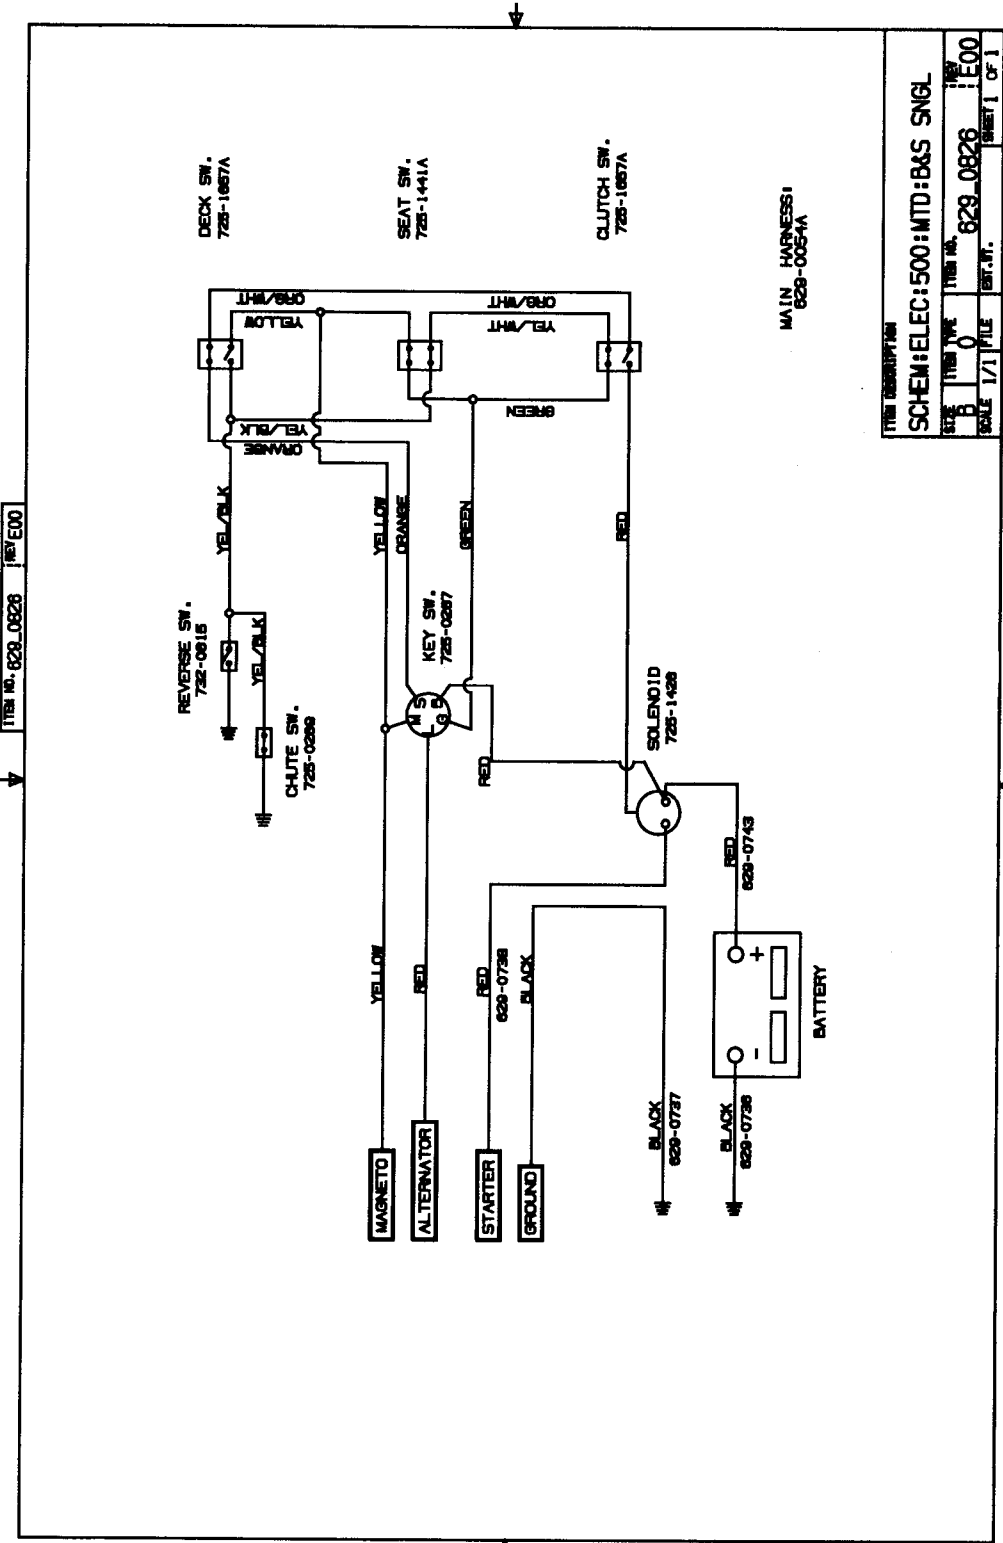 ITEM NO. 629_0826 REV E00
DECK SW.
725-1657A
SEAT SW.
725-1441A
CLUTCH SW.
725-1657A
MAIN HARNESS:
629-0054A
ORG/WHT
YELLOW
ORG/WHT
YEL/WHT
YEL/BLK
ORANGE
GREEN
YEL/BLK
YELLOW
ORANGE
GREEN
RED
REVERSE SW.
732-0815
YEL/BLK
CHUTE SW.
725-0269
KEY SW.
725-0267
M S B L G
SOLENOID
725-1426
RED
YELLOW
RED
RED
629-0738
BLACK
RED
629-0743
+
-
BATTERY
BLACK
629-0737
BLACK
629-0736
MAGNETO
ALTERNATOR
STARTER
GROUND
ITEM DESCRIPTION
SCHEM:ELEC:500:MTD:B&S SNGL
SIZE B
ITEM TYPE O
ITEM NO. 629_0826
REV E00
SCALE 1/1
FILE
EST.WT.
SHEET 1 OF 1